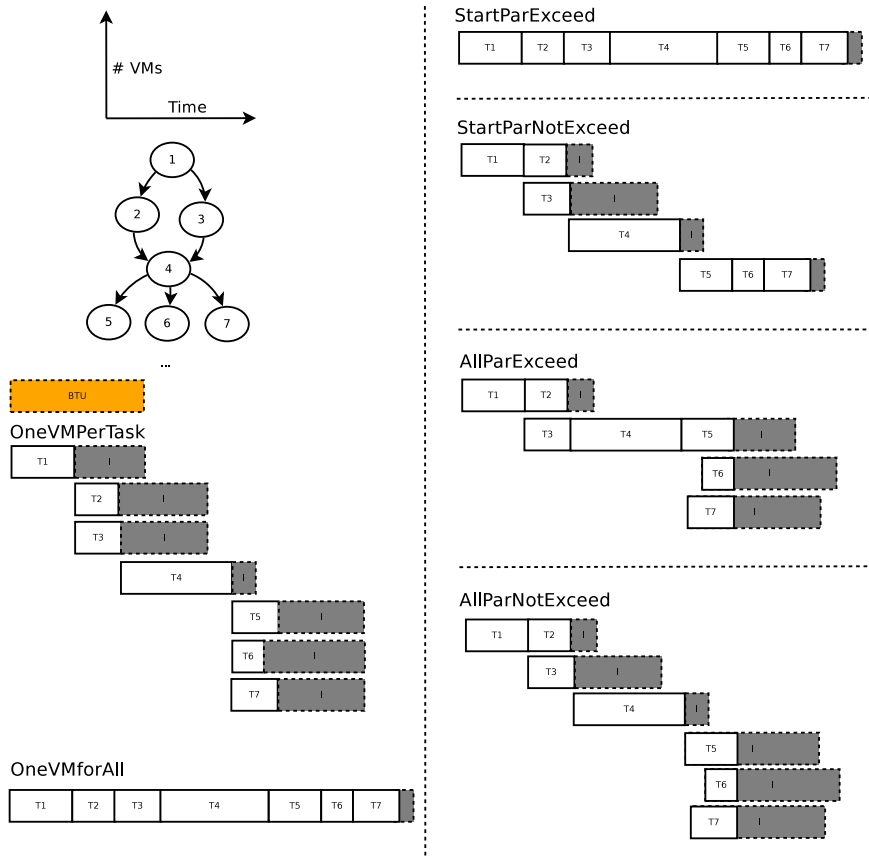 # VMs
Time
1
2
3
4
5
6
7
...
BTU
OneVMPerTask
T1
I
T2
I
T3
I
T4
I
T5
I
T6
I
T7
I
OneVMforAll
T1 T2 T3 T4 T5 T6 T7
StartParExceed
T1 T2 T3 T4 T5 T6 T7
StartParNotExceed
T1 T2 I
T3 I
T4 I
T5 T6 T7
AllParExceed
T1 T2 I
T3 T4 T5 I
T6 I
T7 I
AllParNotExceed
T1 T2 I
T3 I
T4 I
T5 I
T6 I
T7 I